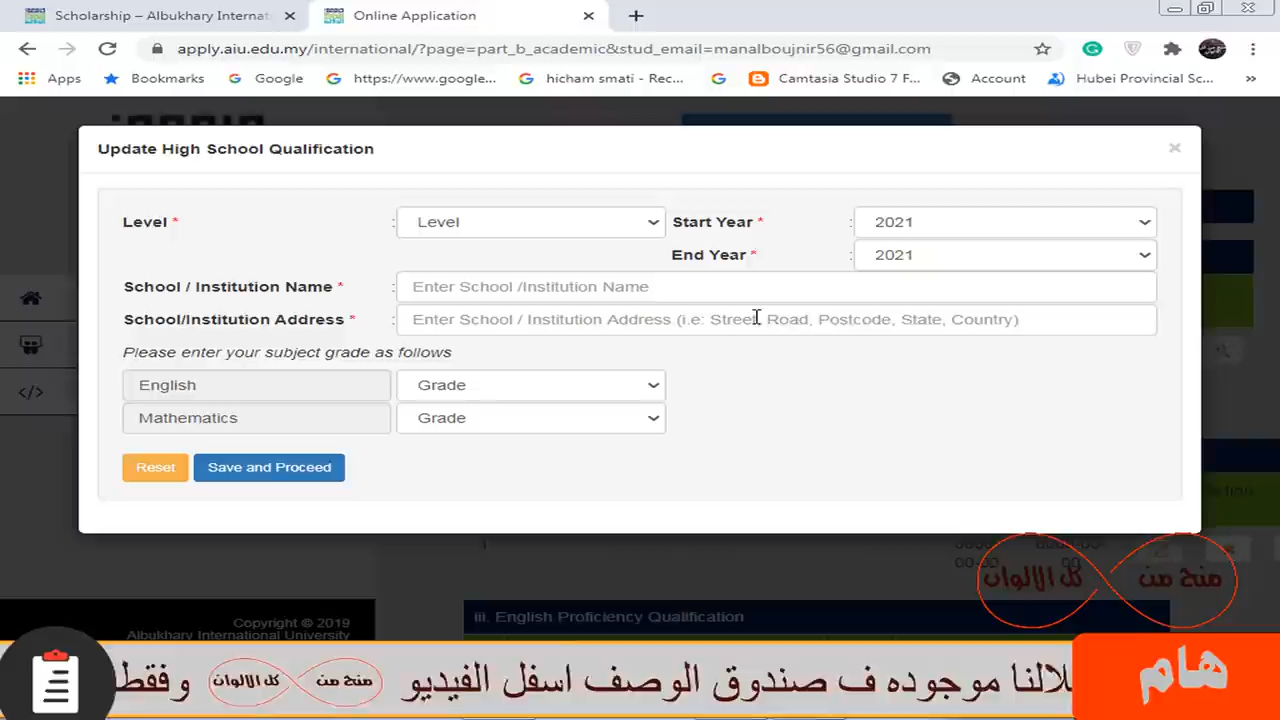 Scholarship – Albukhary Internat
Online Application
apply.aiu.edu.my/international/?page=part_b_academic&stud_email=manalboujnir56@gmail.com
Apps
Bookmarks
Google
https://www.google...
hicham smati - Rec...
Camtasia Studio 7 F...
Account
Hubei Provincial Sc...
»
Update High School Qualification
×
Level * : Level
Start Year * : 2021
End Year * : 2021
School / Institution Name * : Enter School /Institution Name
School/Institution Address * : Enter School / Institution Address (i.e: Street, Road, Postcode, State, Country)
Please enter your subject grade as follows
English Grade
Mathematics Grade
Reset Save and Proceed
منح من كل الالوان
iii. English Proficiency Qualification
Copyright © 2019
Albukhary International University
هام
موجوده ف صندوق الوصف اسفل الفيديو منح من كل الالوان وفقط